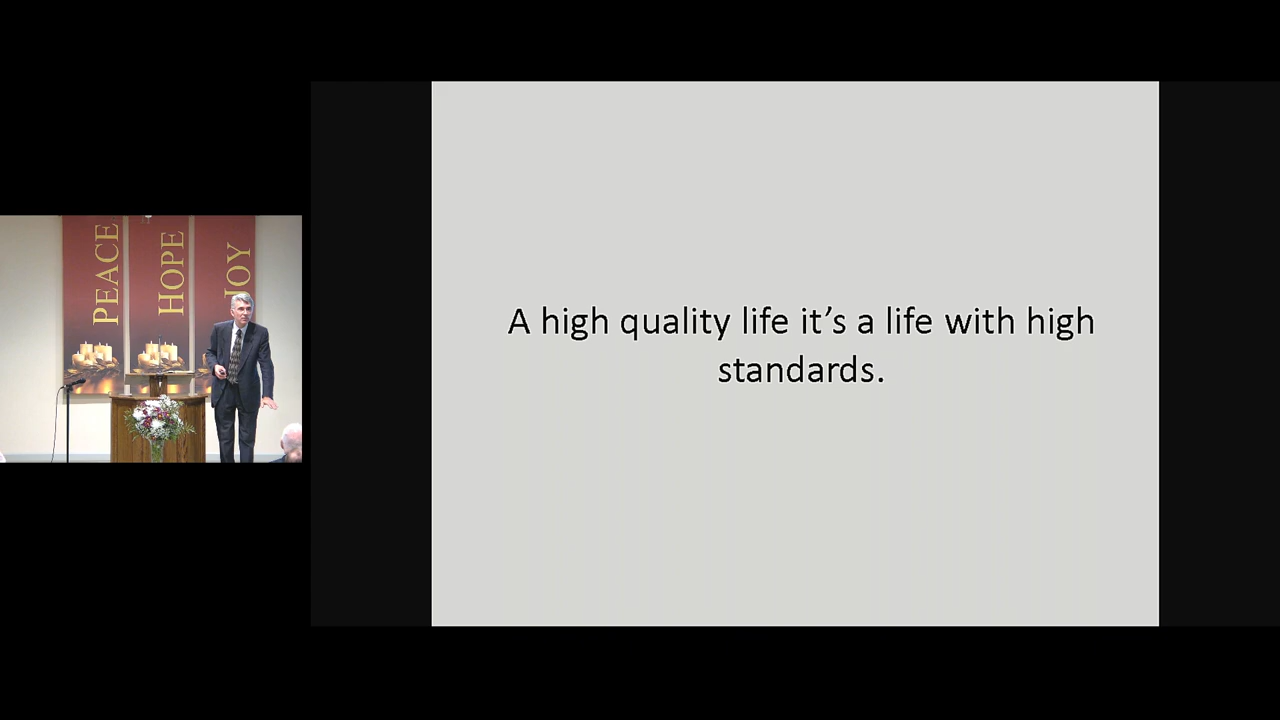 PEACE
HOPE
JOY
A high quality life it’s a life with high
standards.